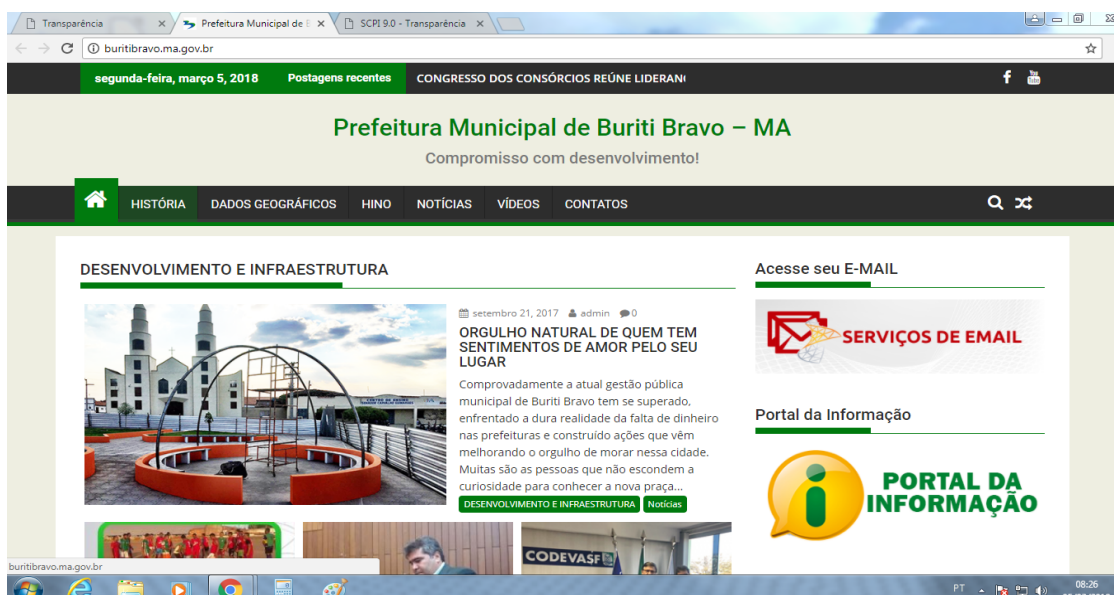 Transparência
Prefeitura Municipal de B
SCPI 9.0 - Transparência
buritibravo.ma.gov.br
segunda-feira, março 5, 2018
Postagens recentes
CONGRESSO DOS CONSÓRCIOS REÚNE LIDERAN
Prefeitura Municipal de Buriti Bravo – MA
Compromisso com desenvolvimento!
HISTÓRIA DADOS GEOGRÁFICOS HINO NOTÍCIAS VÍDEOS CONTATOS
DESENVOLVIMENTO E INFRAESTRUTURA
setembro 21, 2017 admin 0
ORGULHO NATURAL DE QUEM TEM
SENTIMENTOS DE AMOR PELO SEU
LUGAR
Comprovadamente a atual gestão pública
municipal de Buriti Bravo tem se superado,
enfrentado a dura realidade da falta de dinheiro
nas prefeituras e construído ações que vêm
melhorando o orgulho de morar nessa cidade.
Muitas são as pessoas que não escondem a
curiosidade para conhecer a nova praça...
DESENVOLVIMENTO E INFRAESTRUTURA Notícias
CODEVASF
Acesse seu E-MAIL
SERVIÇOS DE EMAIL
Portal da Informação
PORTAL DA
INFORMAÇÃO
buritibravo.ma.gov.br
PT
08:26